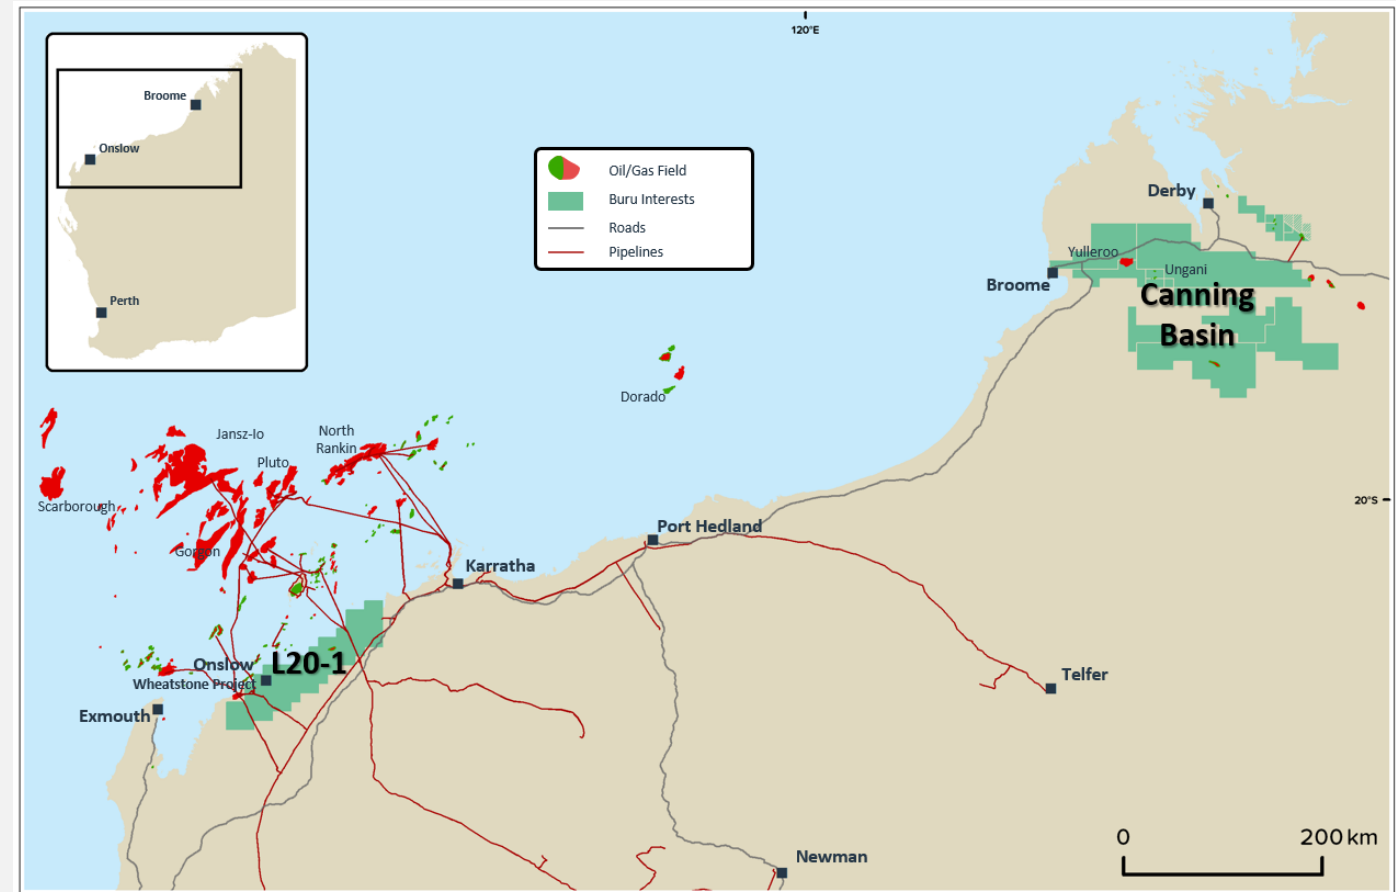 120°E
Broome
Onslow
Perth
Oil/Gas Field
Buru Interests
Roads
Pipelines
Derby
Yulleroo
Ungani
Broome
Canning
Basin
Dorado
Jansz-Io
North
Rankin
Pluto
Scarborough
20°S
Port Hedland
Gorgon
Karratha
Onslow
L20-1
Wheatstone Project
Telfer
Exmouth
0
200 km
Newman